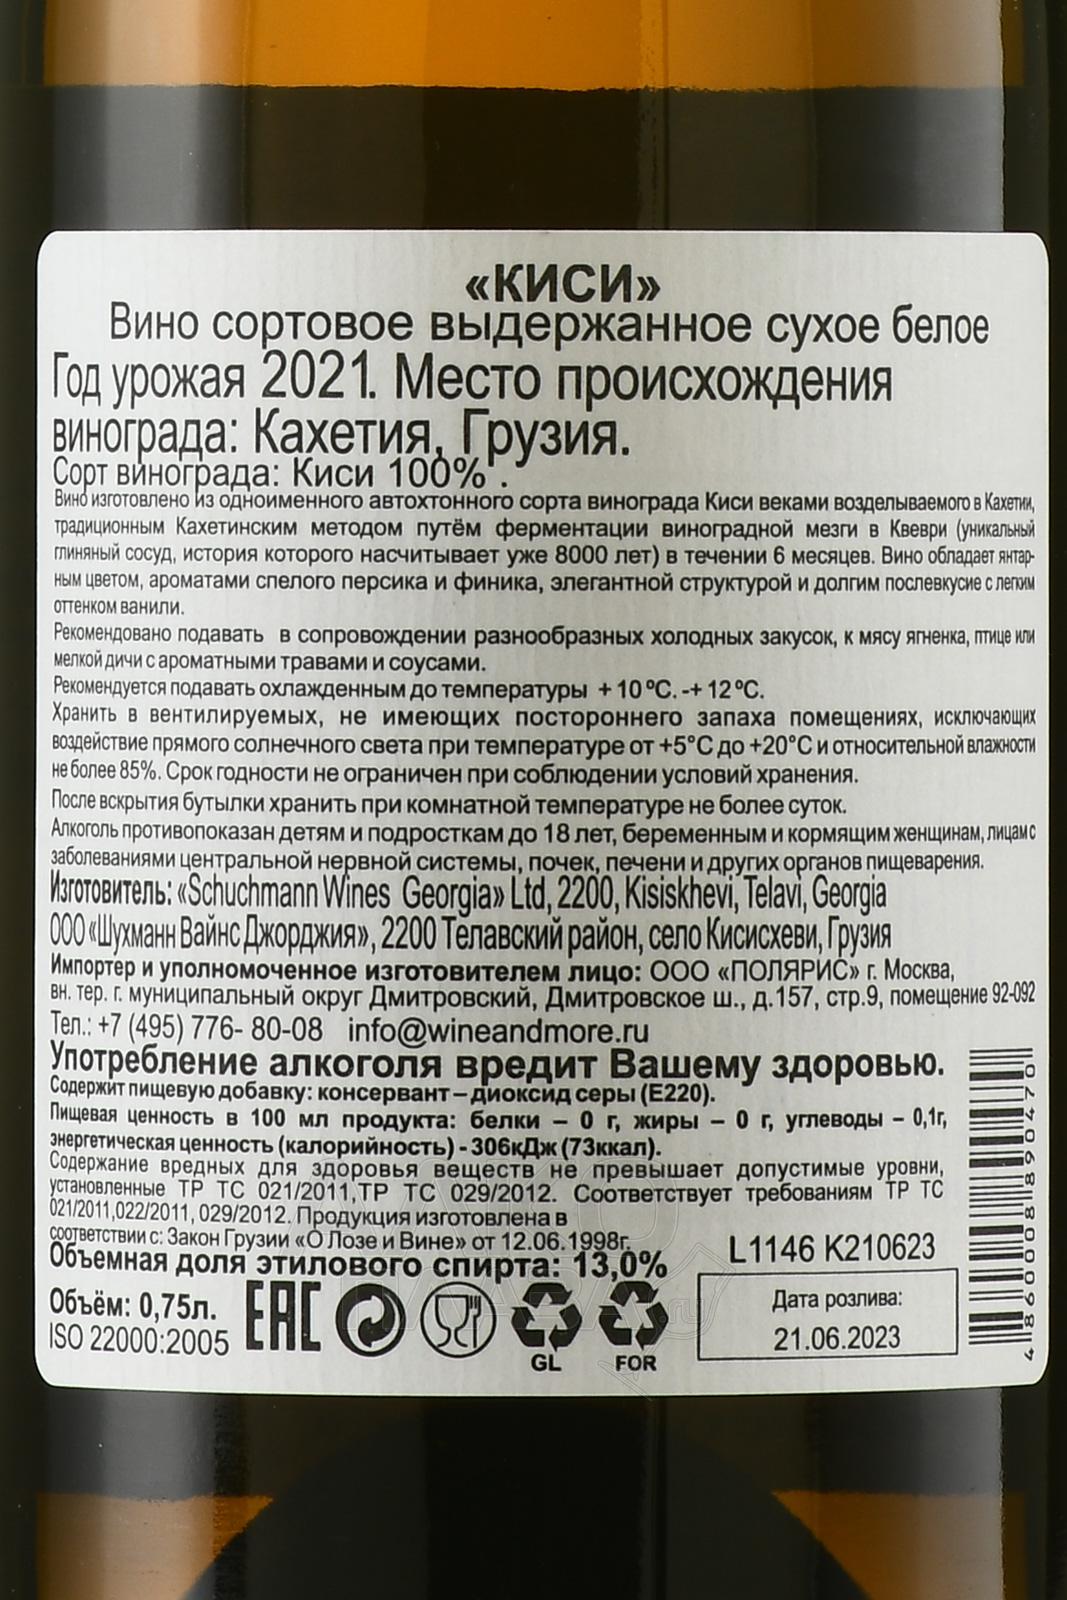 «КИСИ»
Вино сортовое выдержанное сухое белое
Год урожая 2021. Место происхождения
винограда: Кахетия, Грузия.
Сорт винограда: Киси 100% .
Вино изготовлено из одноименного автохтонного сорта винограда Киси веками возделываемого в Кахетии,
традиционным Кахетинским методом путём ферментации виноградной мезги в Квеври (уникальный
глиняный сосуд, история которого насчитывает уже 8000 лет) в течении 6 месяцев. Вино обладает янтар-
ным цветом, ароматами спелого персика и финика, элегантной структурой и долгим послевкусие с легким
оттенком ванили.
Рекомендовано подавать в сопровождении разнообразных холодных закусок, к мясу ягненка, птице или
мелкой дичи с ароматными травами и соусами.
Рекомендуется подавать охлажденным до температуры + 10 ºС. -+ 12 ºС.
Хранить в вентилируемых, не имеющих постороннего запаха помещениях, исключающих
воздействие прямого солнечного света при температуре от +5°С до +20°С и относительной влажности
не более 85%. Срок годности не ограничен при соблюдении условий хранения.
После вскрытия бутылки хранить при комнатной температуре не более суток.
Алкоголь противопоказан детям и подросткам до 18 лет, беременным и кормящим женщинам, лицам с
заболеваниями центральной нервной системы, почек, печени и других органов пищеварения.
Изготовитель: «Schuchmann Wines Georgia» Ltd, 2200, Kisiskhevi, Telavi, Georgia
ООО «Шухманн Вайнс Джорджия», 2200 Телавский район, село Кисисхеви, Грузия
Импортер и уполномоченное изготовителем лицо: ООО «ПОЛЯРИС» г. Москва,
вн. тер. г. муниципальный округ Дмитровский, Дмитровское ш., д.157, стр.9, помещение 92-092
Тел.: +7 (495) 776- 80-08 info@wineandmore.ru
Употребление алкоголя вредит Вашему здоровью.
Содержит пищевую добавку: консервант – диоксид серы (Е220).
Пищевая ценность в 100 мл продукта: белки – 0 г, жиры – 0 г, углеводы – 0,1г,
энергетическая ценность (калорийность) - 306кДж (73ккал).
Содержание вредных для здоровья веществ не превышает допустимые уровни,
установленные ТР ТС 021/2011,ТР ТС 029/2012. Соответствует требованиям ТР ТС
021/2011,022/2011, 029/2012. Продукция изготовлена в
соответствии с: Закон Грузии «О Лозе и Вине» от 12.06.1998г.
Объемная доля этилового спирта: 13,0%
Объём: 0,75л.
ISO 22000:2005
EAC
GL
FOR
L1146 K210623
Дата розлива:
21.06.2023
4860008890470